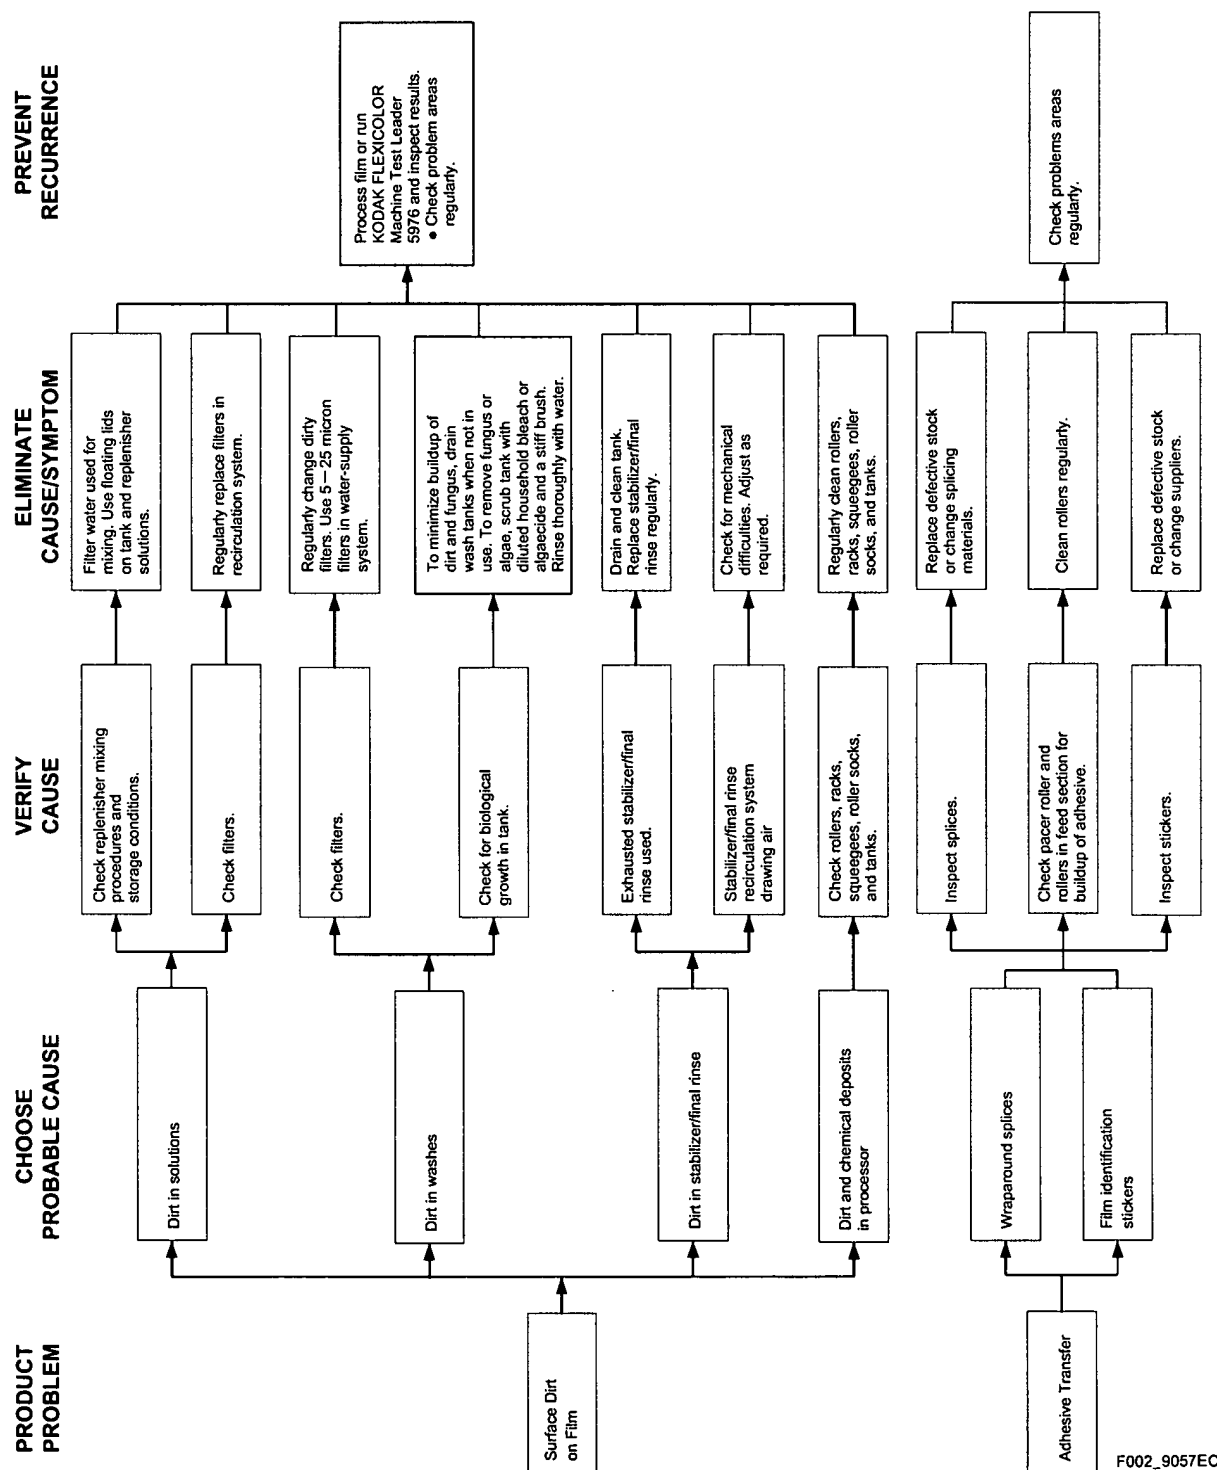 PRODUCT
PROBLEM
CHOOSE
PROBABLE CAUSE
VERIFY
CAUSE
ELIMINATE
CAUSE/SYMPTOM
PREVENT
RECURRENCE
Surface Dirt
on Film
Dirt in solutions
Check replenisher mixing
procedures and
storage conditions.
Filter water used for
mixing. Use floating lids
on tank and replenisher
solutions.
Check filters.
Regularly replace filters in
recirculation system.
Dirt in washes
Check filters.
Regularly change dirty
filters. Use 5 – 25 micron
filters in water-supply
system.
Check for biological
growth in tank.
To minimize buildup of
dirt and fungus, drain
wash tanks when not in
use. To remove fungus or
algae, scrub tank with
diluted household bleach or
algaecide and a stiff brush.
Rinse thoroughly with water.
Dirt in stabilizer/final rinse
Exhausted stabilizer/final
rinse used.
Drain and clean tank.
Replace stabilizer/final
rinse regularly.
Stabilizer/final rinse
recirculation system
drawing air
Check for mechanical
difficulties. Adjust as
required.
Dirt and chemical deposits
in processor
Check rollers, racks,
squeegees, roller socks,
and tanks.
Regularly clean rollers,
racks, squeegees, roller
socks, and tanks.
Process film or run
KODAK FLEXICOLOR
Machine Test Leader
5976 and inspect results.
● Check problem areas
regularly.
Adhesive Transfer
Wraparound splices
Film identification
stickers
Inspect splices.
Replace defective stock
or change splicing
materials.
Check pacer roller and
rollers in feed section for
buildup of adhesive.
Clean rollers regularly.
Inspect stickers.
Replace defective stock
or change suppliers.
Check problems areas
regularly.
F002_9057EC